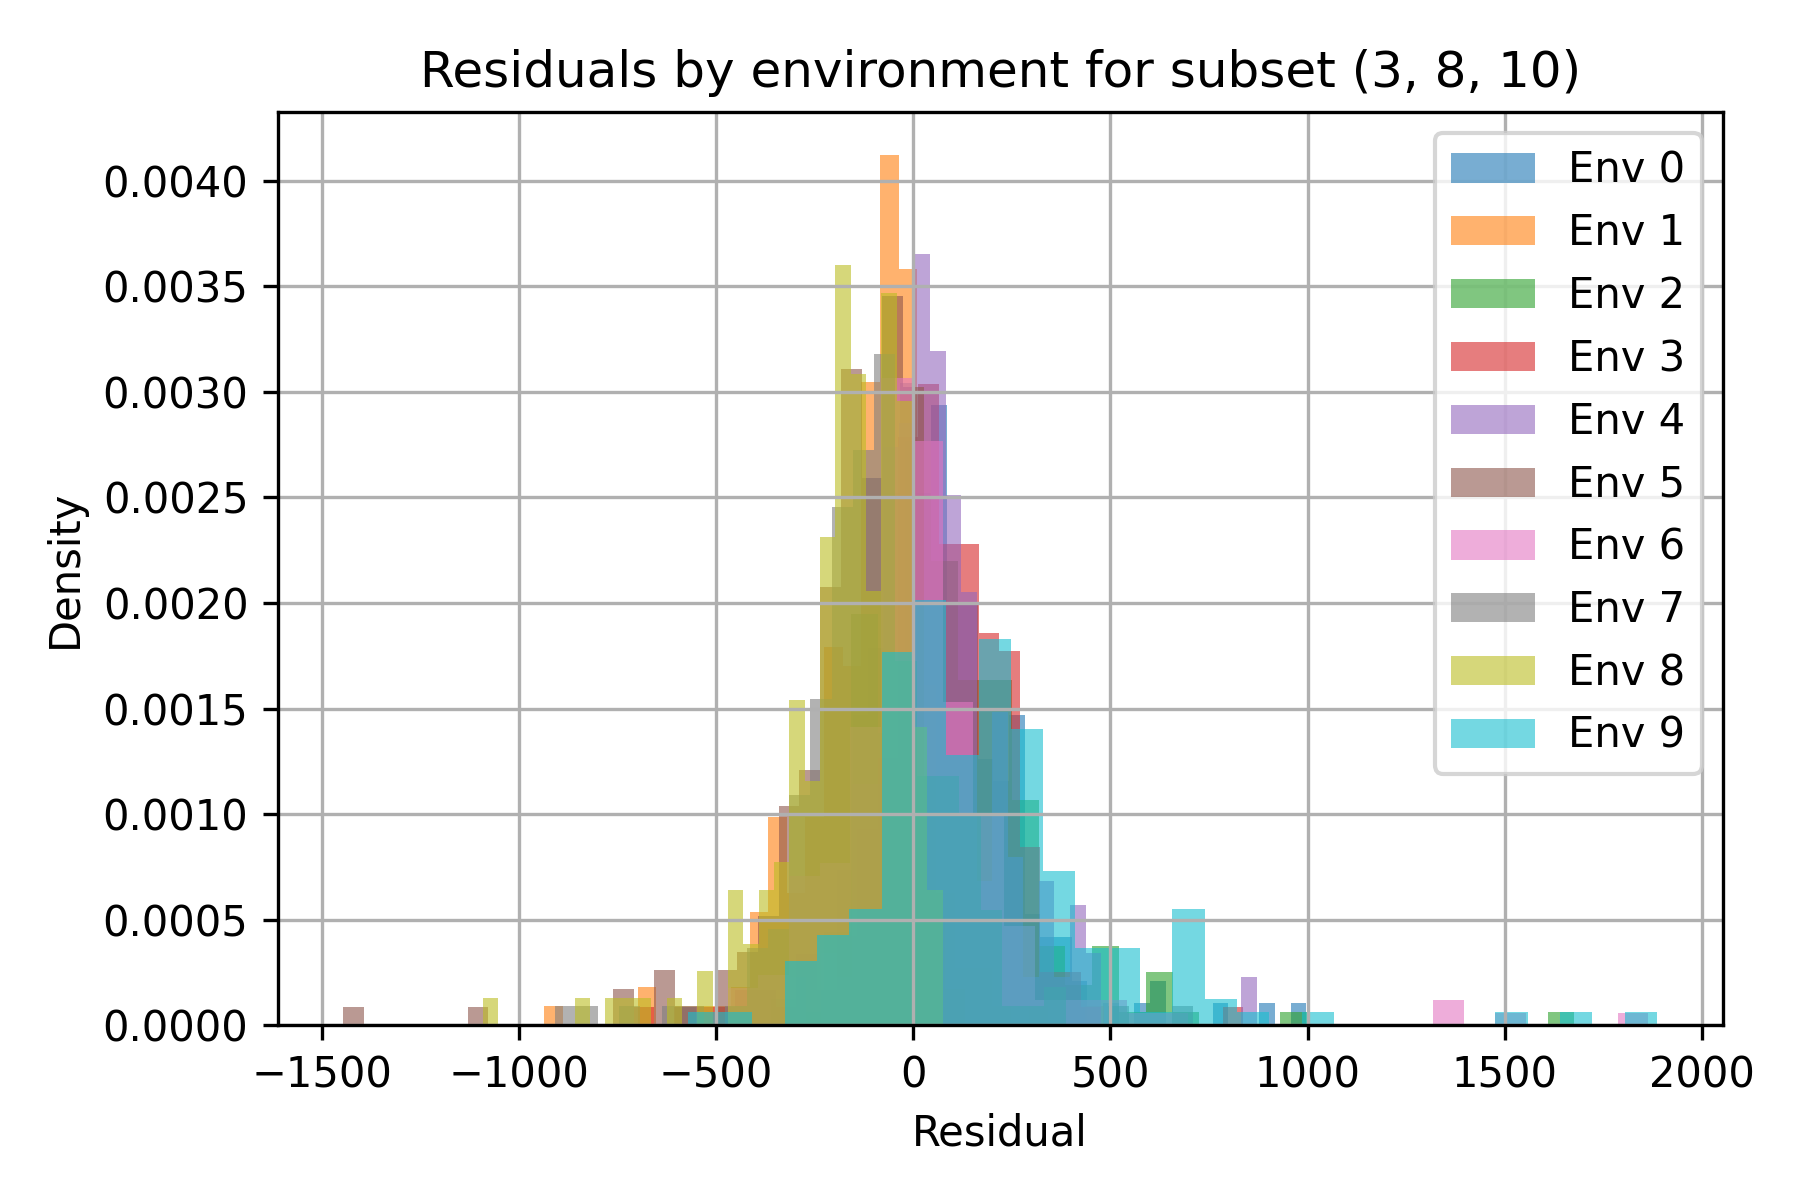 Residuals by environment for subset (3, 8, 10)
0.0040
0.0035
0.0030
0.0025
0.0020
0.0015
0.0010
0.0005
0.0000
Density
−1500
−1000
−500
0
500
1000
1500
2000
Residual
Env 0
Env 1
Env 2
Env 3
Env 4
Env 5
Env 6
Env 7
Env 8
Env 9